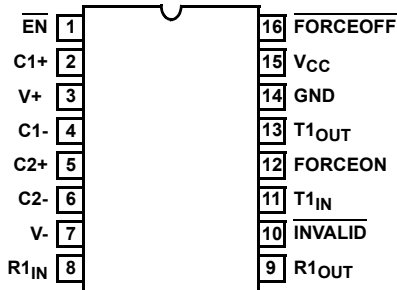 EN 1 16 FORCEOFF
C1+ 2 15 VCC
V+ 3 14 GND
C1- 4 13 T1OUT
C2+ 5 12 FORCEON
C2- 6 11 T1IN
V- 7 10 INVALID
R1IN 8 9 R1OUT